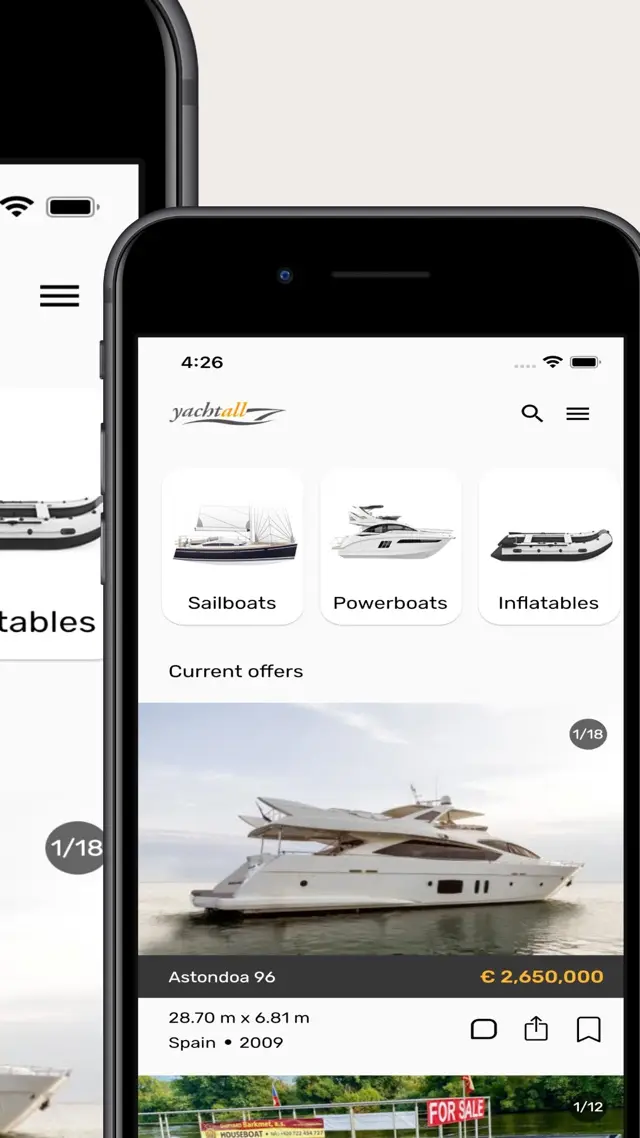 tables
1/18
4:26
yachtall
Sailboats
Powerboats
Inflatables
Current offers
1/18
Astondoa 96
€ 2,650,000
28.70 m x 6.81 m
Spain • 2009
1/12
FOR SALE
Barkmet, s.r.o.
HOUSEBOAT